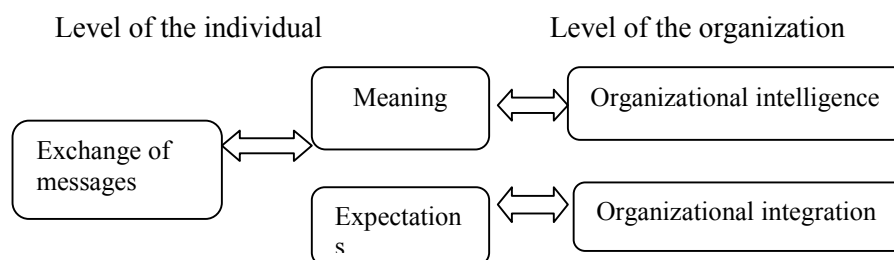 Level of the individual
Level of the organization
Meaning
Organizational intelligence
Exchange of
messages
Expectation
s
Organizational integration